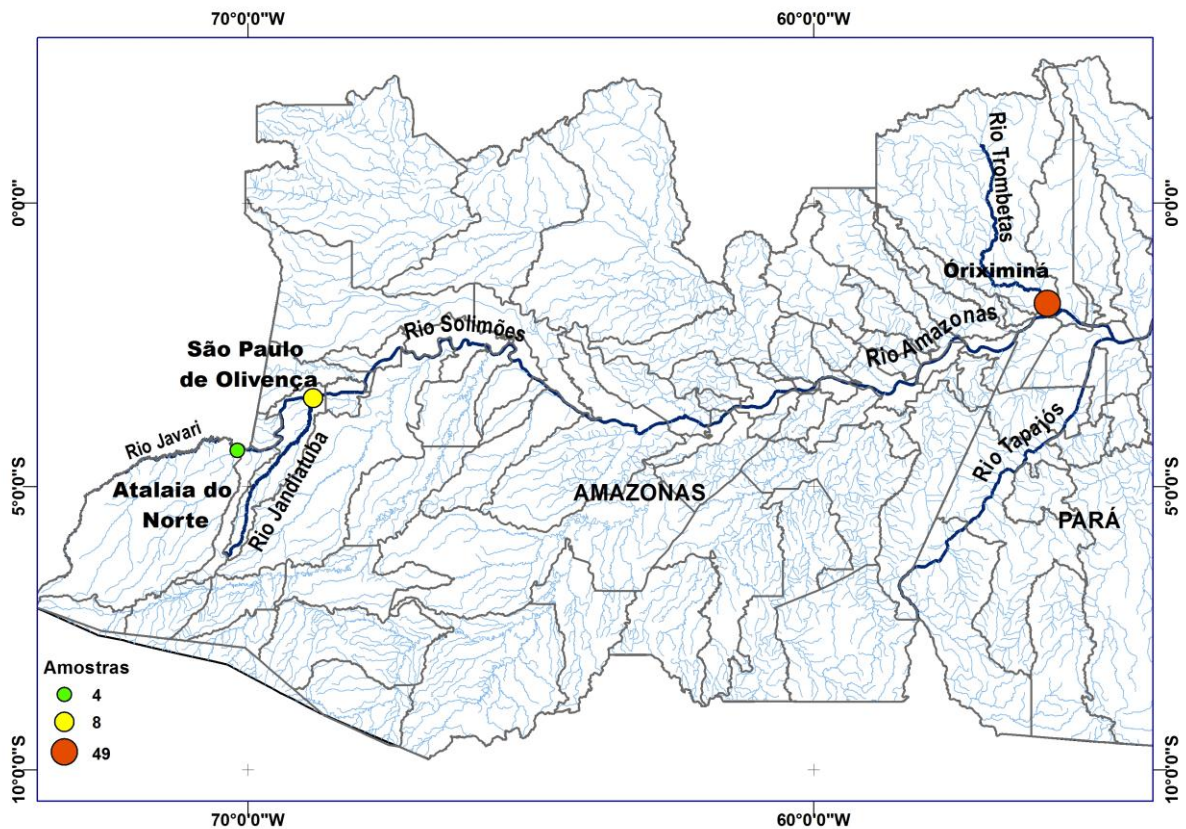 70°0'0"W
60°0'0"W
0°0'0"
0°0'0"
Rio Trombetas
Óriximiná
Rio Amazonas
Rio Solimões
São Paulo
de Olivença
Rio Javari
Rio Tapajós
Atalaia do
Norte
Rio Jandiatuba
AMAZONAS
PARÁ
5°0'0"S
5°0'0"S
Amostras
4
8
49
10°0'0"S
10°0'0"S
70°0'0"W
60°0'0"W